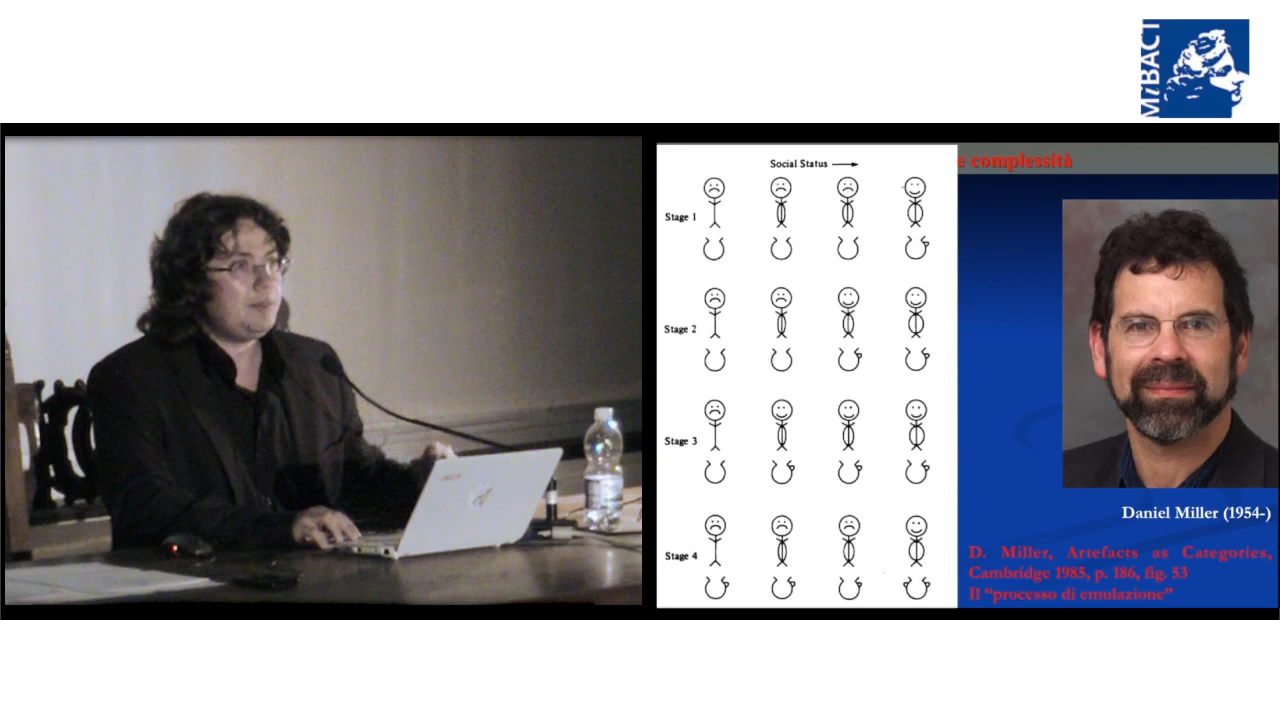 MiBACT
Social Status
e complessità
Stage 1
Stage 2
Stage 3
Stage 4
Daniel Miller (1954-)
D. Miller, Artefacts as Categories,
Cambridge 1985, p. 186, fig. 53
Il “processo di emulazione”